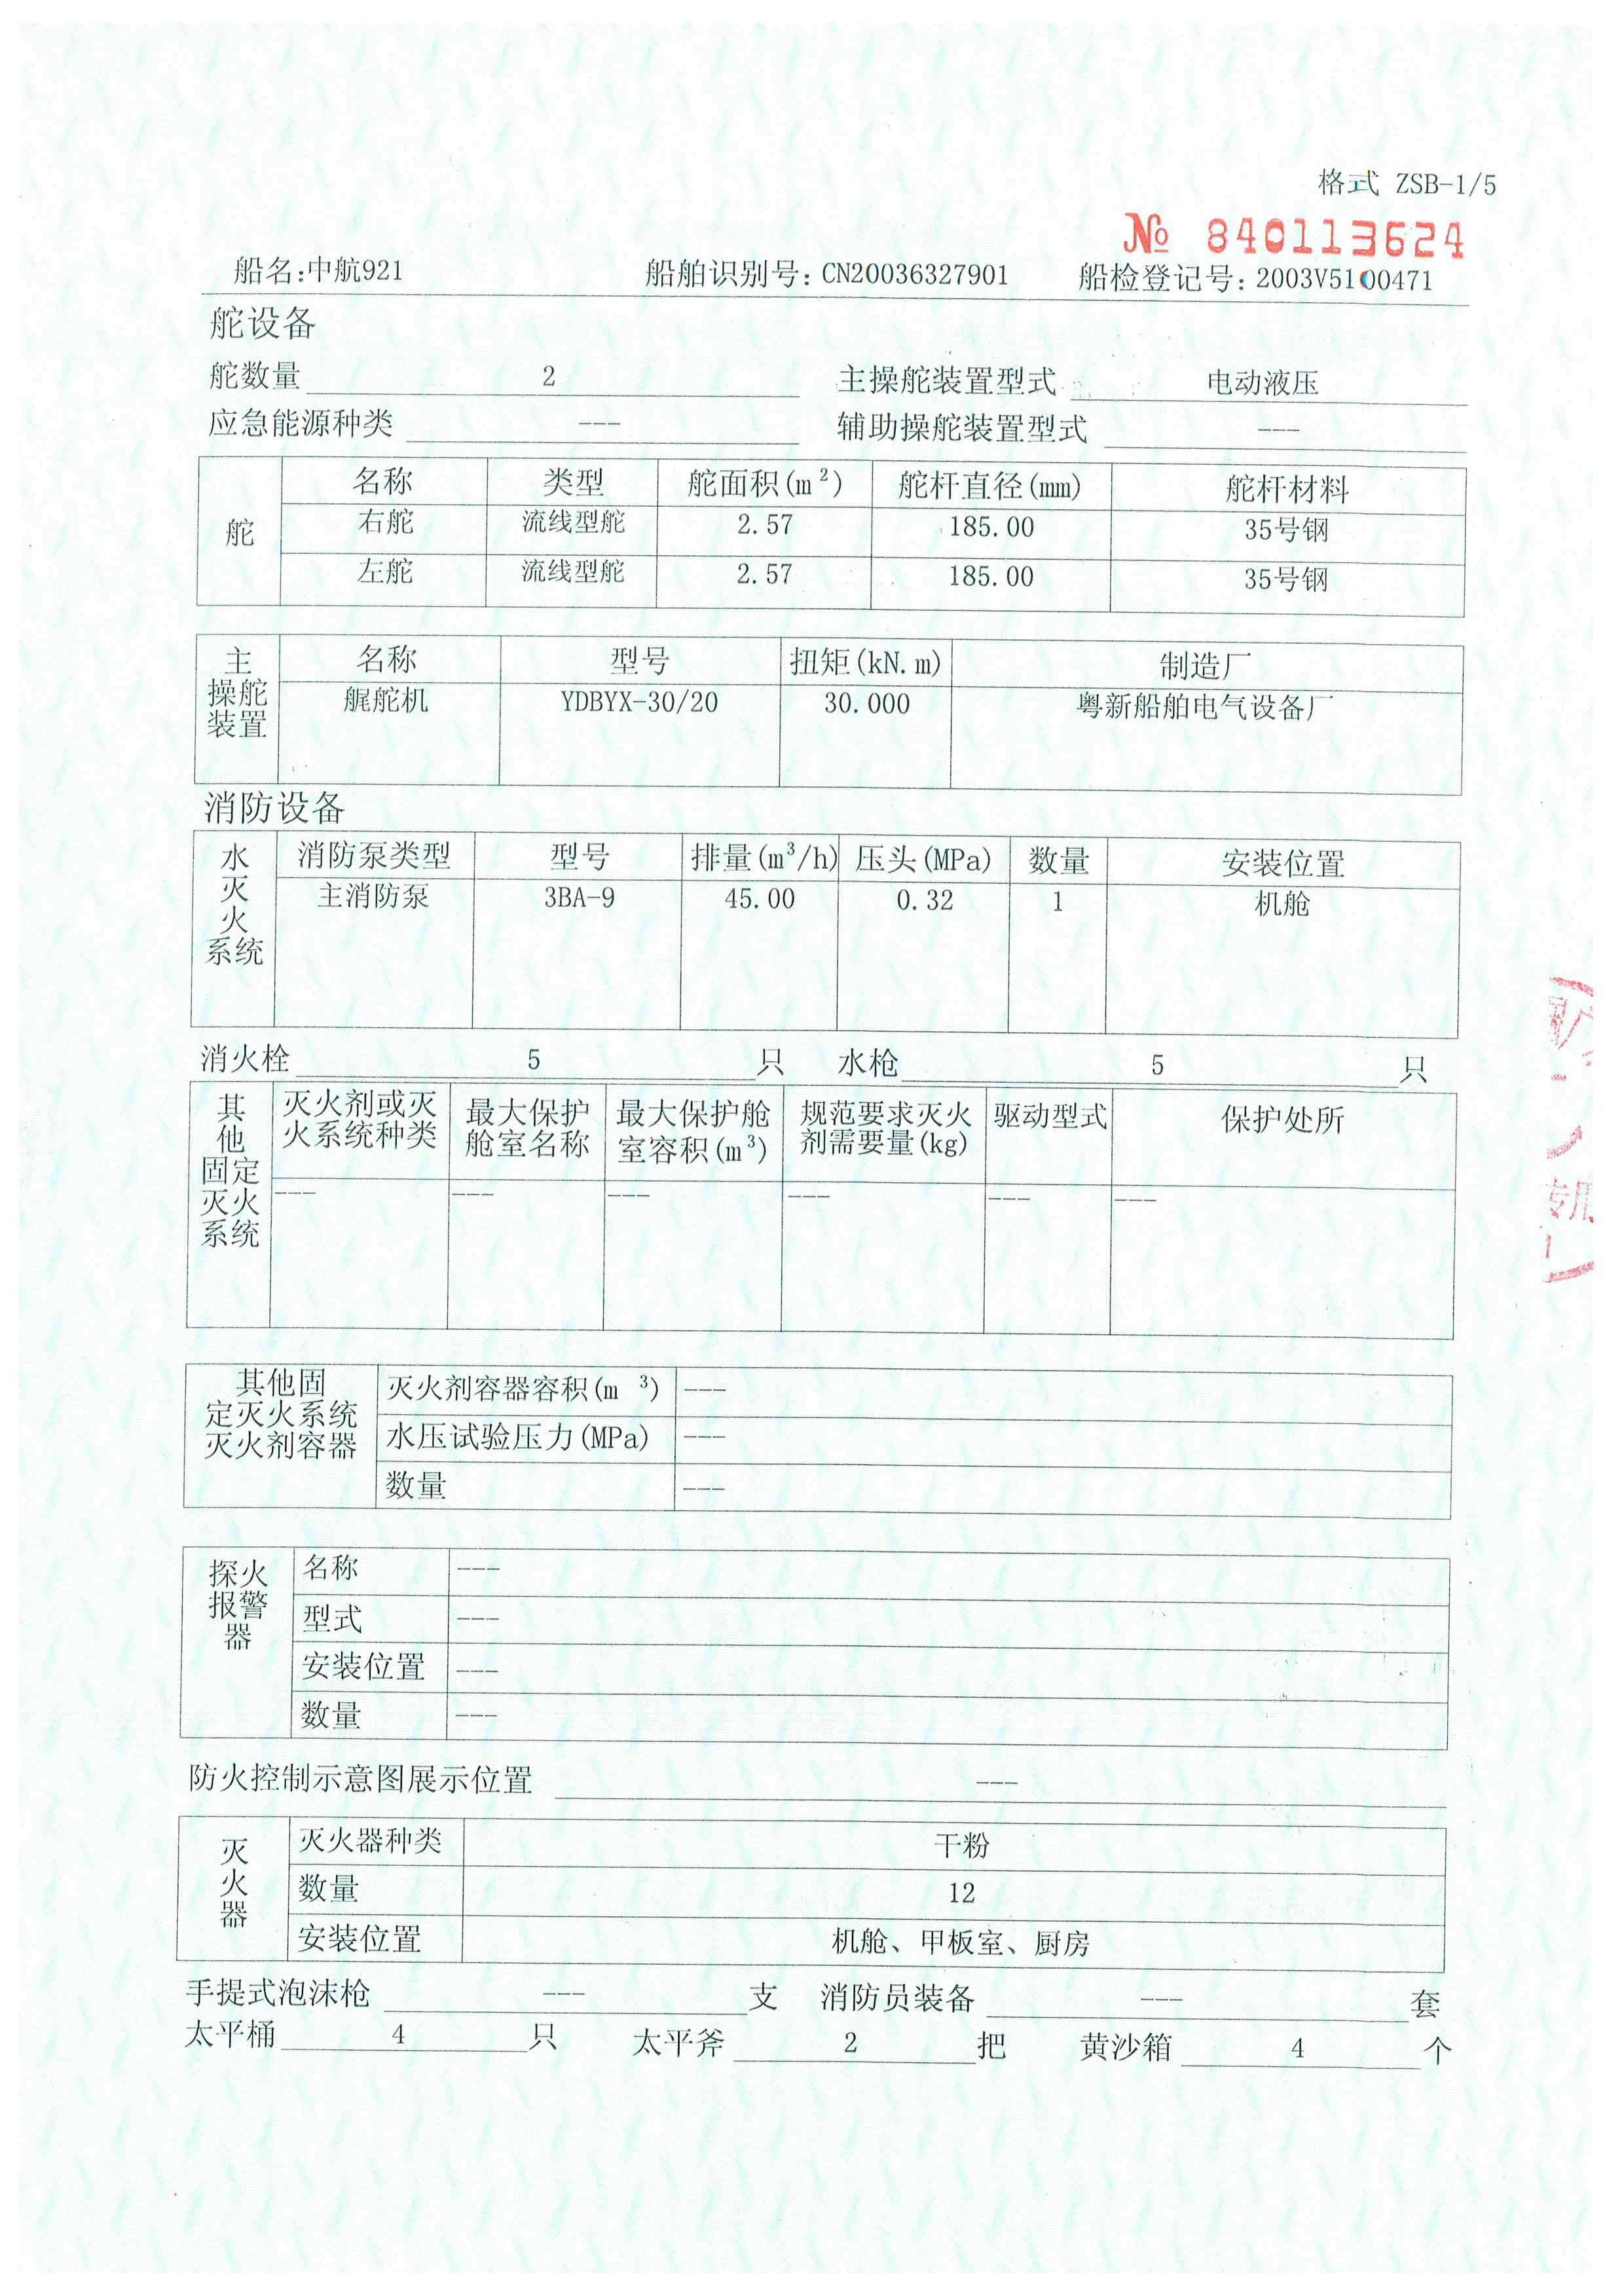 格式 ZSB-1/5
№ 840113624
船名:中航921 船舶识别号:CN20036327901 船检登记号:2003V5100471
舵设备
舵数量 2 主操舵装置型式 电动液压
应急能源种类 --- 辅助操舵装置型式 ---
舵 名称 类型 舵面积(m²) 舵杆直径(mm) 舵杆材料
右舵 流线型舵 2.57 185.00 35号钢
左舵 流线型舵 2.57 185.00 35号钢
主操舵装置 名称 型号 扭矩(kN.m) 制造厂
艉舵机 YDBYX-30/20 30.000 粤新船舶电气设备厂
消防设备
水灭火系统 消防泵类型 型号 排量(m³/h) 压头(MPa) 数量 安装位置
主消防泵 3BA-9 45.00 0.32 1 机舱
消火栓 5 只 水枪 5 只
其他固定灭火系统 灭火剂或灭火系统种类 最大保护舱室名称 最大保护舱室容积(m³) 规范要求灭火剂需要量(kg) 驱动型式 保护处所
--- --- --- --- --- ---
其他固定灭火系统灭火剂容器 灭火剂容器容积(m ³) ---
水压试验压力(MPa) ---
数量 ---
探火报警器 名称 ---
型式 ---
安装位置 ---
数量 ---
防火控制示意图展示位置 ---
灭火器 灭火器种类 干粉
数量 12
安装位置 机舱、甲板室、厨房
手提式泡沫枪 --- 支 消防员装备 --- 套
太平桶 4 只 太平斧 2 把 黄沙箱 4 个